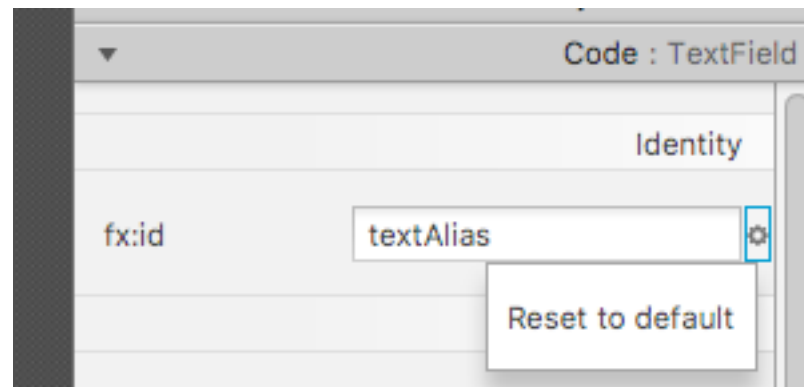 Code : TextField
Identity
fx:id textAlias
Reset to default